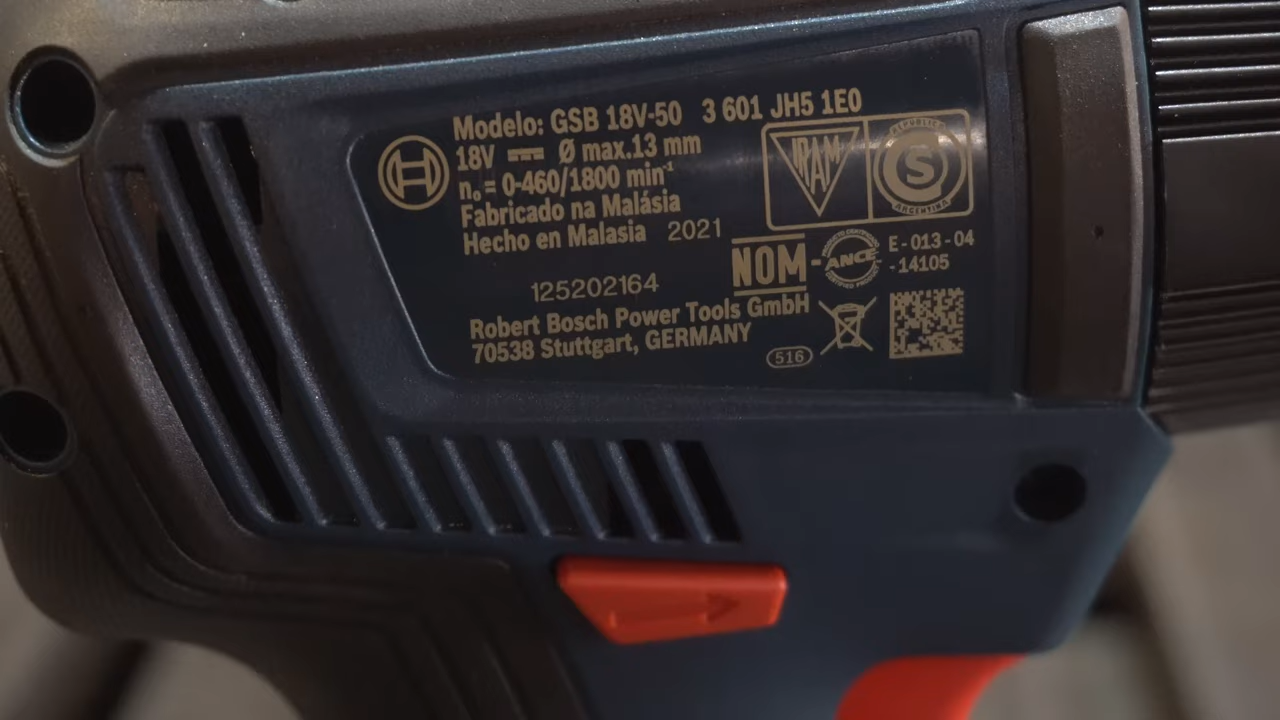 Modelo: GSB 18V-50 3 601 JH5 1E0
18V Ø max.13 mm
n₀ = 0-460/1800 min⁻¹
Fabricado na Malásia
Hecho en Malasia 2021
125202164
Robert Bosch Power Tools GmbH
70538 Stuttgart, GERMANY
IRAM
REPUBLICA
S
ARGENTINA
NOM-ANCE
E-013-04
-14105
516